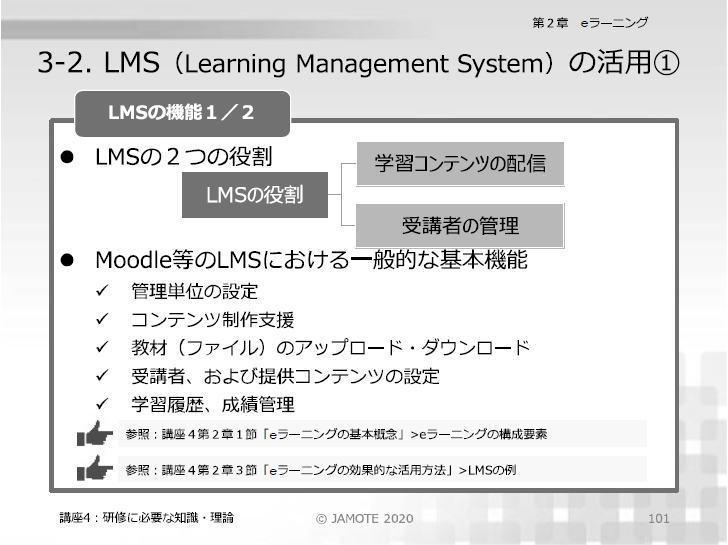 第２章　eラーニング
3-2. LMS（Learning Management System）の活用①
LMSの機能１／２
● LMSの２つの役割
学習コンテンツの配信
LMSの役割
受講者の管理
● Moodle等のLMSにおける一般的な基本機能
✓ 管理単位の設定
✓ コンテンツ制作支援
✓ 教材（ファイル）のアップロード・ダウンロード
✓ 受講者、および提供コンテンツの設定
✓ 学習履歴、成績管理
参照：講座４第２章１節「eラーニングの基本概念」>eラーニングの構成要素
参照：講座４第２章３節「eラーニングの効果的な活用方法」>LMSの例
講座4：研修に必要な知識・理論
© JAMOTE 2020
101